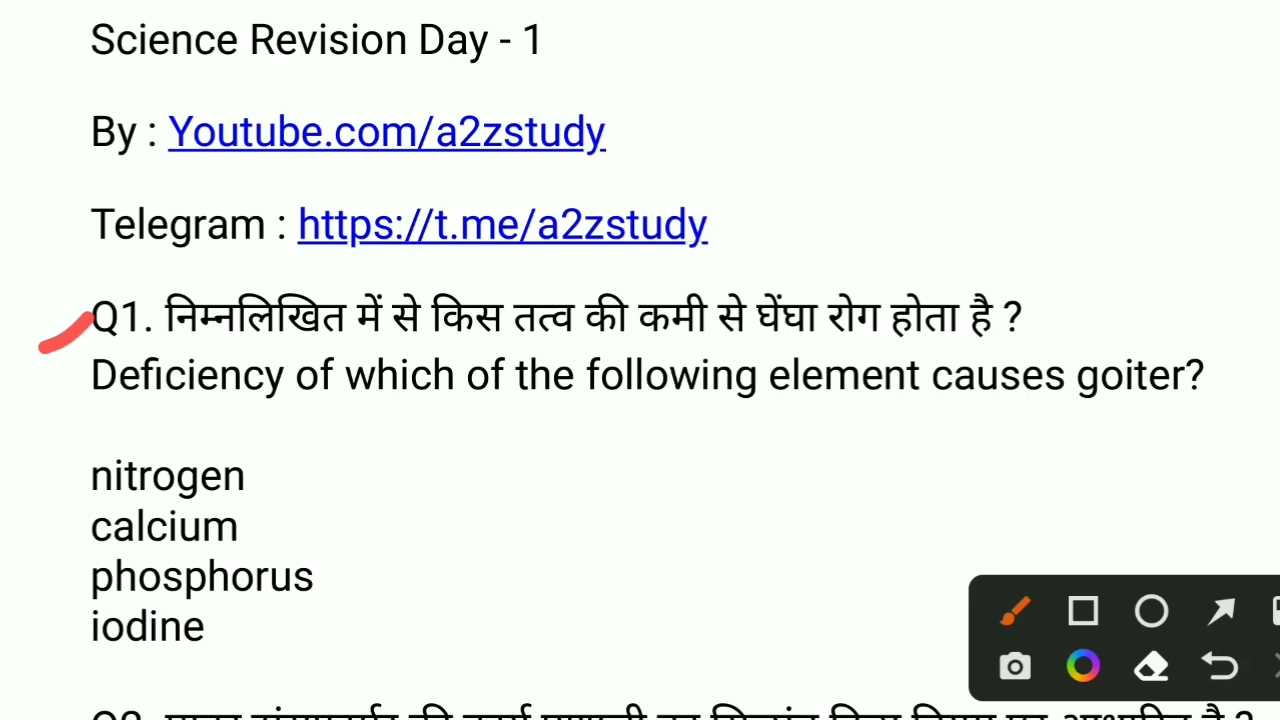 Science Revision Day - 1
By : Youtube.com/a2zstudy
Telegram : https://t.me/a2zstudy
Q1. निम्नलिखित में से किस तत्व की कमी से घेंघा रोग होता है ?
Deficiency of which of the following element causes goiter?
nitrogen
calcium
phosphorus
iodine